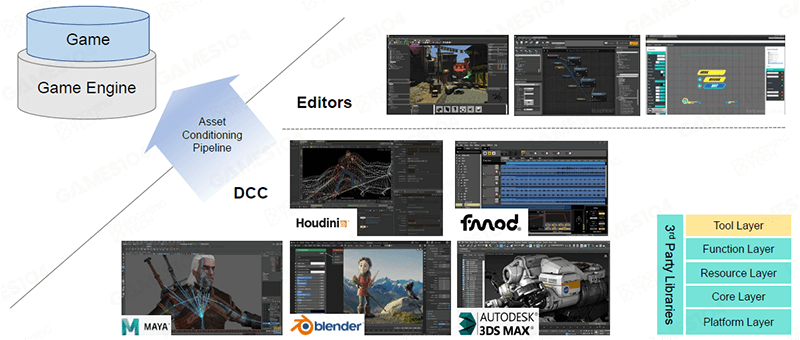 Game
Game Engine
Asset
Conditioning
Pipeline
Editors
DCC
Houdini
fmod
MAYA
blender
AUTODESK
3DS MAX
3rd Party Libraries
Tool Layer
Function Layer
Resource Layer
Core Layer
Platform Layer
GAMES104